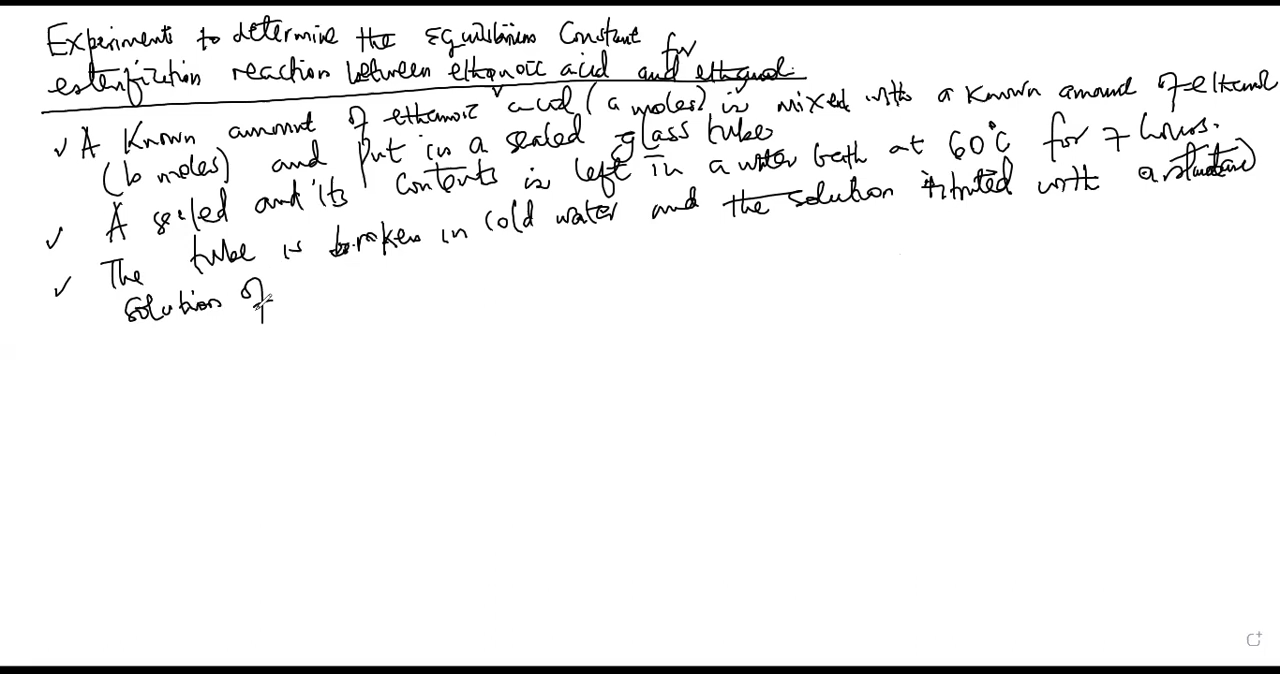 Experiments to determine the Equilibrium Constant for
esterfication reaction between ethanoic acid and ethanol.
✓ A Known amount of ethanoic acid (a moles) is mixed with a known amount of ethanol
(b moles) and put in a sealed glass tube
✓ A sealed and its contents is left in a water bath at 60°C for 7 hours.
✓ The tube is broken in cold water and the solution titrated with a standard
solution of